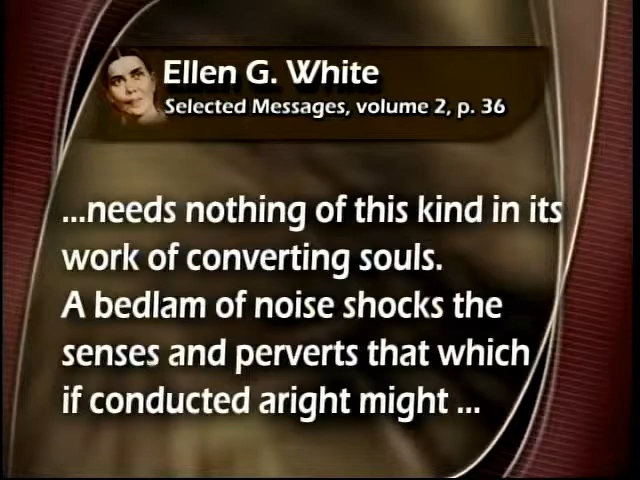 Ellen G. White
Selected Messages, volume 2, p. 36
...needs nothing of this kind in its
work of converting souls.
A bedlam of noise shocks the
senses and perverts that which
if conducted aright might ...